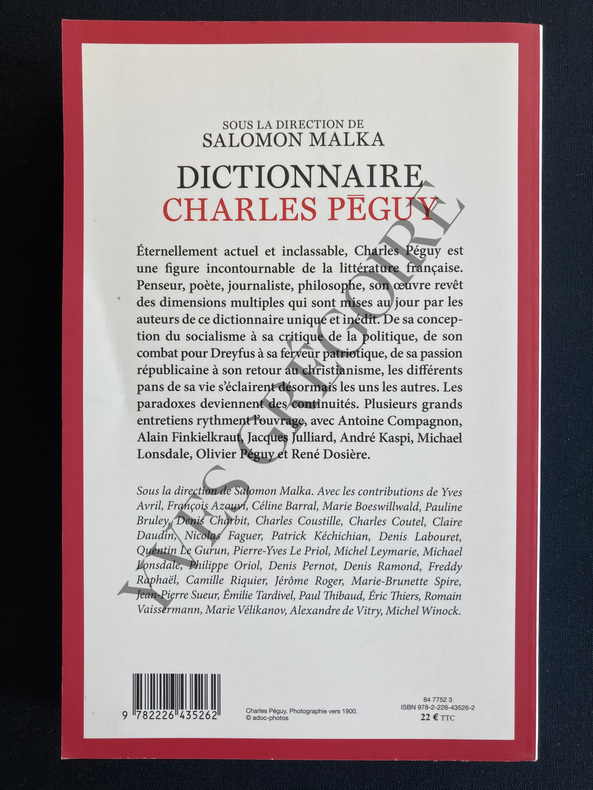 SOUS LA DIRECTION DE
SALOMON MALKA
DICTIONNAIRE
CHARLES PĒGUY
Éternellement actuel et inclassable, Charles Péguy est
une figure incontournable de la littérature française.
Penseur, poète, journaliste, philosophe, son œuvre revêt
des dimensions multiples qui sont mises au jour par les
auteurs de ce dictionnaire unique et inédit. De sa concep-
tion du socialisme à sa critique de la politique, de son
combat pour Dreyfus à sa ferveur patriotique, de sa passion
républicaine à son retour au christianisme, les différents
pans de sa vie s'éclairent désormais les uns les autres. Les
paradoxes deviennent des continuités. Plusieurs grands
entretiens rythment l'ouvrage, avec Antoine Compagnon,
Alain Finkielkraut, Jacques Julliard, André Kaspi, Michael
Lonsdale, Olivier Péguy et René Dosière.
Sous la direction de Salomon Malka. Avec les contributions de Yves
Avril, François Azouvi, Céline Barral, Marie Boeswillwald, Pauline
Bruley, Denis Charbit, Charles Coustille, Charles Coutel, Claire
Daudin, Nicolas Faguer, Patrick Kéchichian, Denis Labouret,
Quentin Le Gurun, Pierre-Yves Le Priol, Michel Leymarie, Michael
Lonsdale, Philippe Oriol, Denis Pernot, Denis Ramond, Freddy
Raphaël, Camille Riquier, Jérôme Roger, Marie-Brunette Spire,
Jean-Pierre Sueur, Émilie Tardivel, Paul Thibaud, Éric Thiers, Romain
Vaissermann, Marie Vélikanov, Alexandre de Vitry, Michel Winock.
YVES GRÉGOIRE
9 782226 435262
Charles Péguy. Photographie vers 1900.
© adoc-photos
84 7752 3
ISBN 978-2-226-43526-2
22 € TTC